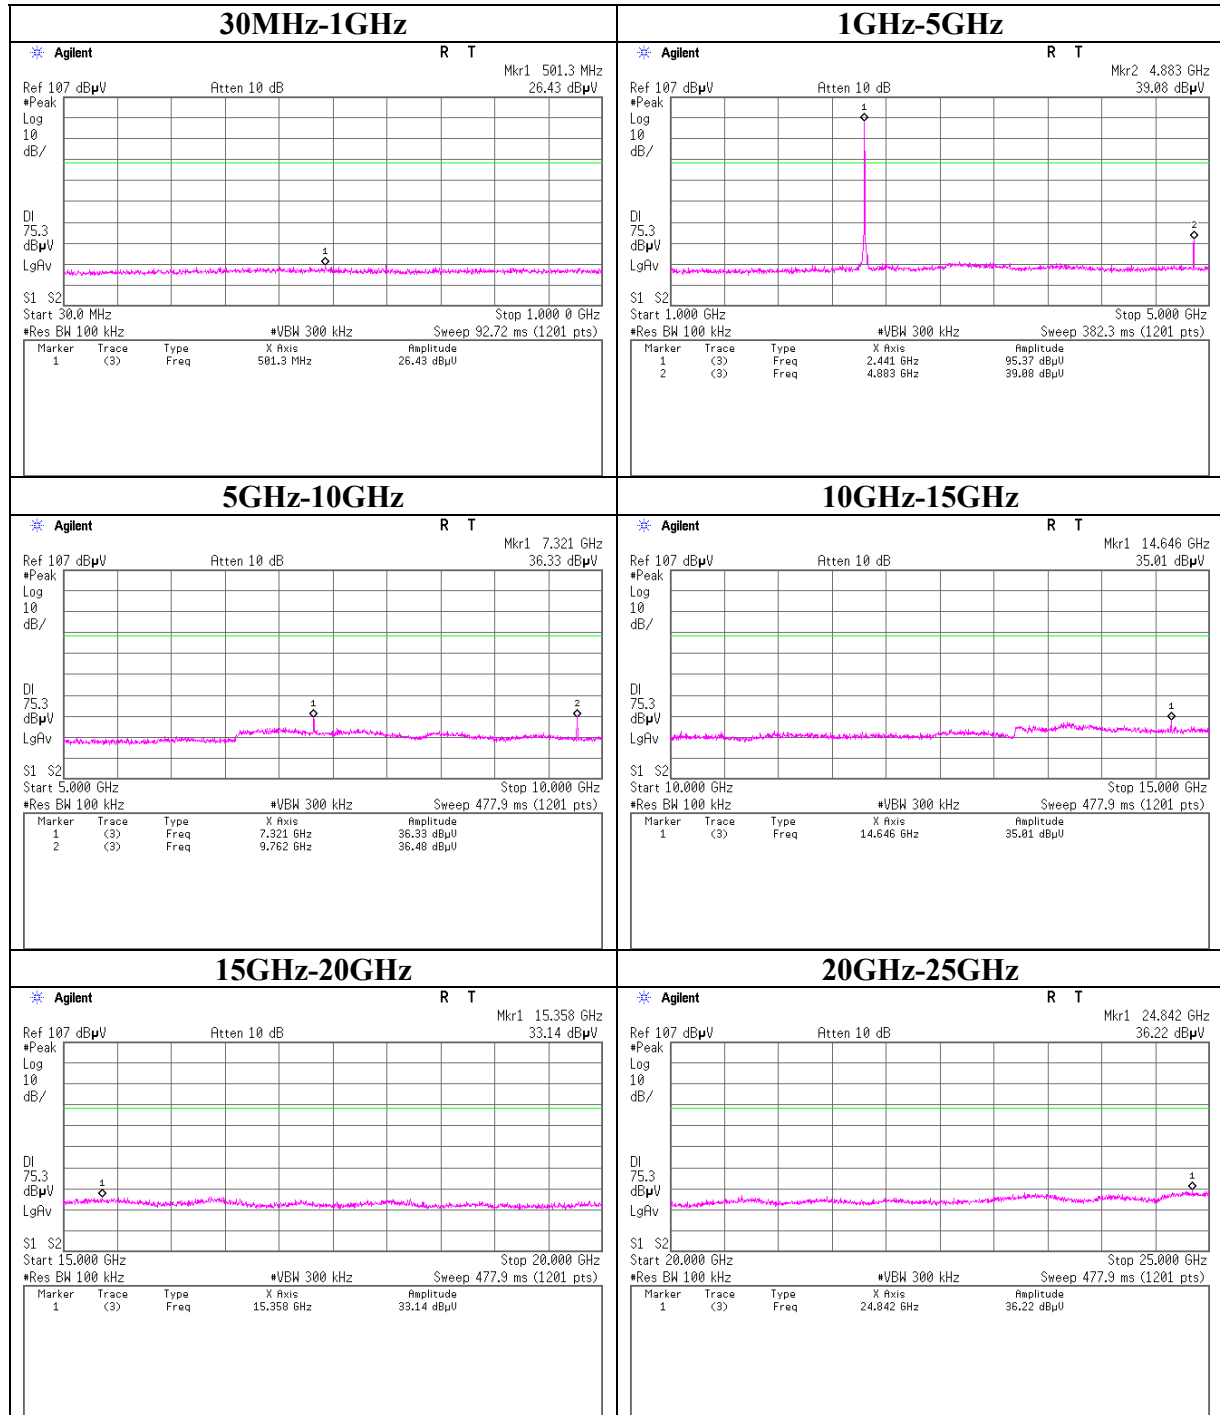 30MHz-1GHz
Agilent R T
Mkr1 501.3 MHz
Ref 107 dBµV Atten 10 dB 26.43 dBµV
#Peak
Log
10
dB/
1
DI
75.3
dBµV
LgAv
S1 S2
Start 30.0 MHz Stop 1.000 0 GHz
#Res BW 100 kHz #VBW 300 kHz Sweep 92.72 ms (1201 pts)
Marker Trace Type X Axis Amplitude
1 (3) Freq 501.3 MHz 26.43 dBµV
1GHz-5GHz
Agilent R T
Mkr2 4.883 GHz
Ref 107 dBµV Atten 10 dB 39.08 dBµV
#Peak
Log
10
dB/
1
2
DI
75.3
dBµV
LgAv
S1 S2
Start 1.000 GHz Stop 5.000 GHz
#Res BW 100 kHz #VBW 300 kHz Sweep 382.3 ms (1201 pts)
Marker Trace Type X Axis Amplitude
1 (3) Freq 2.441 GHz 95.37 dBµV
2 (3) Freq 4.883 GHz 39.08 dBµV
5GHz-10GHz
Agilent R T
Mkr1 7.321 GHz
Ref 107 dBµV Atten 10 dB 36.33 dBµV
#Peak
Log
10
dB/
DI
75.3
dBµV
1 2
LgAv
S1 S2
Start 5.000 GHz Stop 10.000 GHz
#Res BW 100 kHz #VBW 300 kHz Sweep 477.9 ms (1201 pts)
Marker Trace Type X Axis Amplitude
1 (3) Freq 7.321 GHz 36.33 dBµV
2 (3) Freq 9.762 GHz 36.48 dBµV
10GHz-15GHz
Agilent R T
Mkr1 14.646 GHz
Ref 107 dBµV Atten 10 dB 35.01 dBµV
#Peak
Log
10
dB/
DI
75.3
dBµV
1
LgAv
S1 S2
Start 10.000 GHz Stop 15.000 GHz
#Res BW 100 kHz #VBW 300 kHz Sweep 477.9 ms (1201 pts)
Marker Trace Type X Axis Amplitude
1 (3) Freq 14.646 GHz 35.01 dBµV
15GHz-20GHz
Agilent R T
Mkr1 15.358 GHz
Ref 107 dBµV Atten 10 dB 33.14 dBµV
#Peak
Log
10
dB/
DI
75.3
1
dBµV
LgAv
S1 S2
Start 15.000 GHz Stop 20.000 GHz
#Res BW 100 kHz #VBW 300 kHz Sweep 477.9 ms (1201 pts)
Marker Trace Type X Axis Amplitude
1 (3) Freq 15.358 GHz 33.14 dBµV
20GHz-25GHz
Agilent R T
Mkr1 24.842 GHz
Ref 107 dBµV Atten 10 dB 36.22 dBµV
#Peak
Log
10
dB/
DI
75.3
1
dBµV
LgAv
S1 S2
Start 20.000 GHz Stop 25.000 GHz
#Res BW 100 kHz #VBW 300 kHz Sweep 477.9 ms (1201 pts)
Marker Trace Type X Axis Amplitude
1 (3) Freq 24.842 GHz 36.22 dBµV